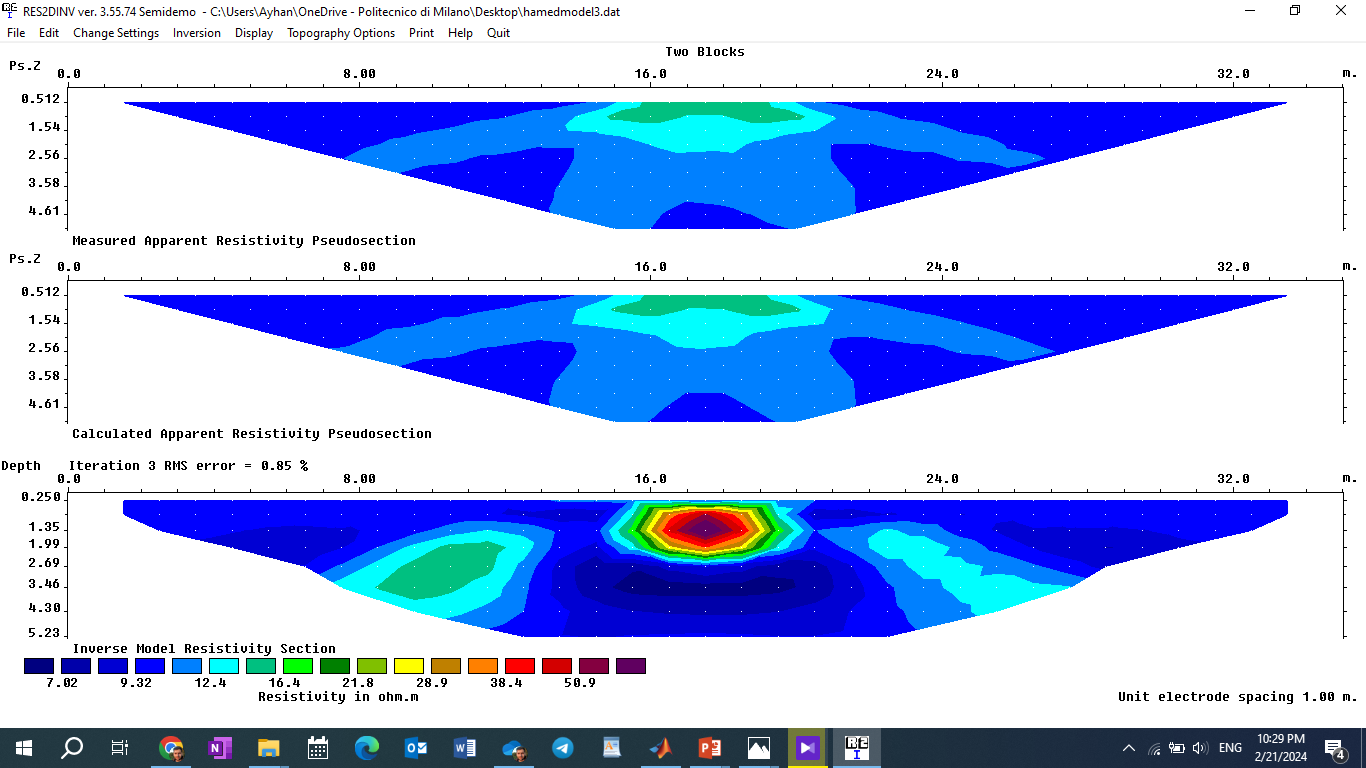 RES2DINV ver. 3.55.74 Semidemo - C:\Users\Ayhan\OneDrive - Politecnico di Milano\Desktop\hamedmodel3.dat
File Edit Change Settings Inversion Display Topography Options Print Help Quit
Two Blocks
Ps.Z 0.0 8.00 16.0 24.0 32.0 m.
0.512
1.54
2.56
3.58
4.61
Measured Apparent Resistivity Pseudosection
Ps.Z 0.0 8.00 16.0 24.0 32.0 m.
0.512
1.54
2.56
3.58
4.61
Calculated Apparent Resistivity Pseudosection
Depth Iteration 3 RMS error = 0.85 %
0.0 8.00 16.0 24.0 32.0 m.
0.250
1.35
1.99
2.69
3.46
4.30
5.23
Inverse Model Resistivity Section
7.02 9.32 12.4 16.4 21.8 28.9 38.4 50.9
Resistivity in ohm.m Unit electrode spacing 1.00 m.
ENG 10:29 PM
2/21/2024 4